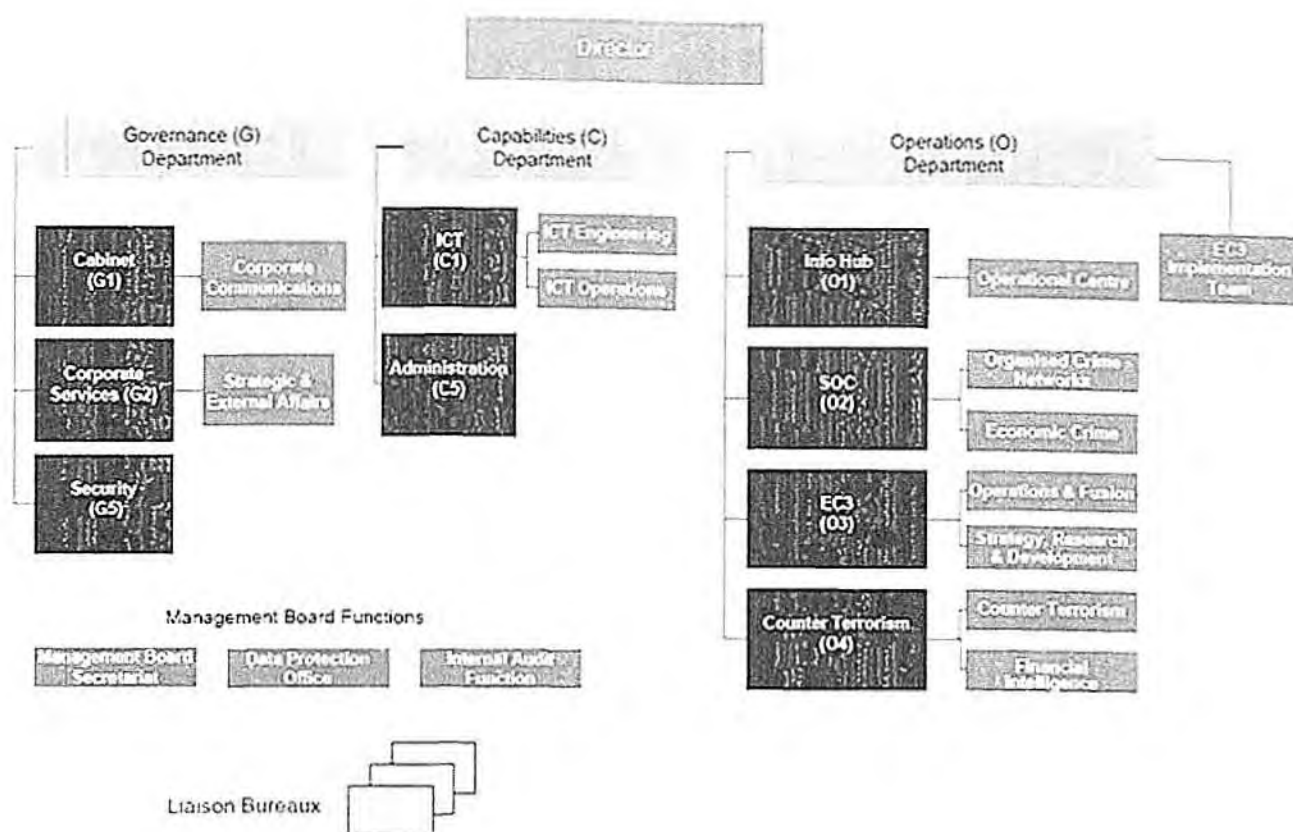 Director
Governance (G)
Department
Capabilities (C)
Department
Operations (O)
Department
Cabinet
(G1)
Corporate
Communications
Corporate
Services (G2)
Strategic &
External Affairs
Security
(G5)
ICT
(C1)
ICT Engineering
ICT Operations
Administration
(C5)
Info Hub
(O1)
Operational Centre
EC3
Implementation
Team
SOC
(O2)
Organised Crime
Networks
Economic Crime
EC3
(O3)
Operations & Fusion
Strategy, Research
& Development
Counter Terrorism
(O4)
Counter Terrorism
Financial
Intelligence
Management Board Functions
Management Board
Secretariat
Data Protection
Office
Internal Audit
Function
Liaison Bureaux